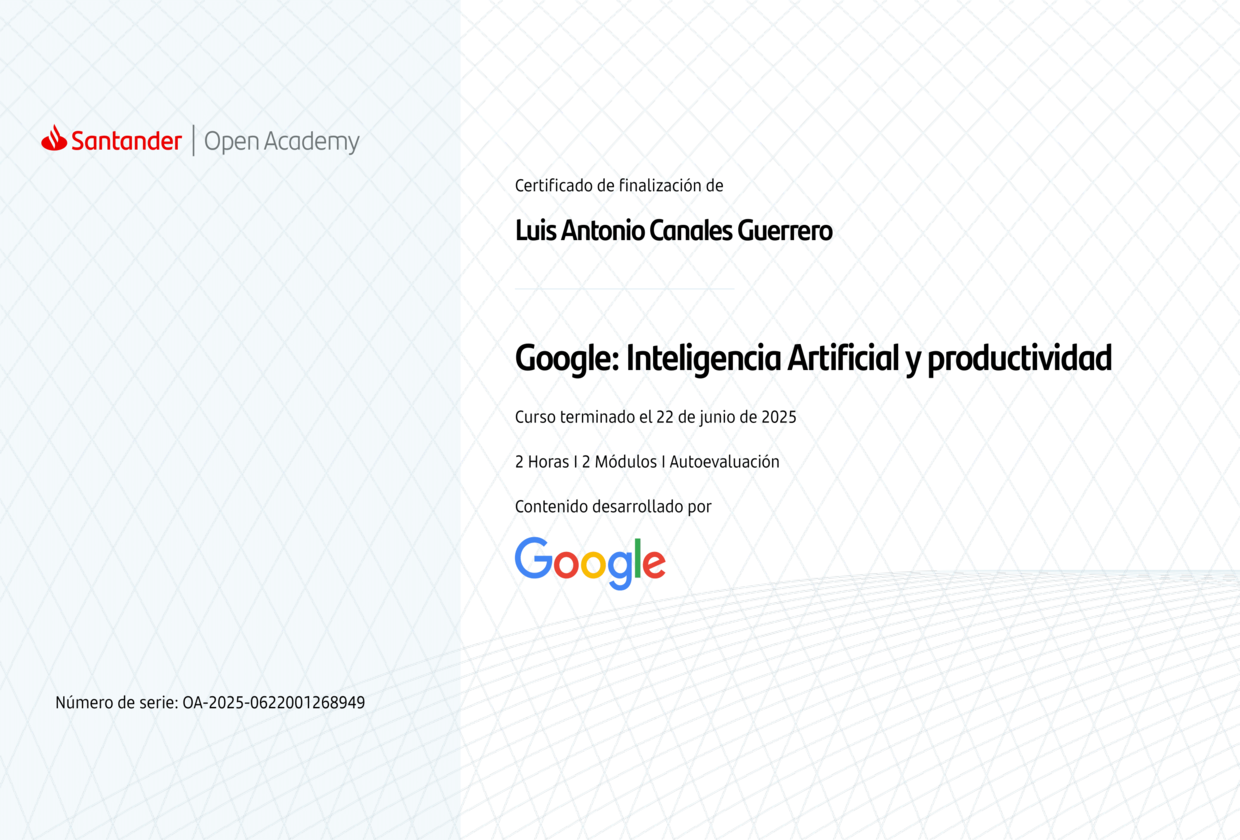 Santander | Open Academy
Certificado de finalización de
Luis Antonio Canales Guerrero
Google: Inteligencia Artificial y productividad
Curso terminado el 22 de junio de 2025
2 Horas I 2 Módulos I Autoevaluación
Contenido desarrollado por
Google
Número de serie: OA-2025-0622001268949